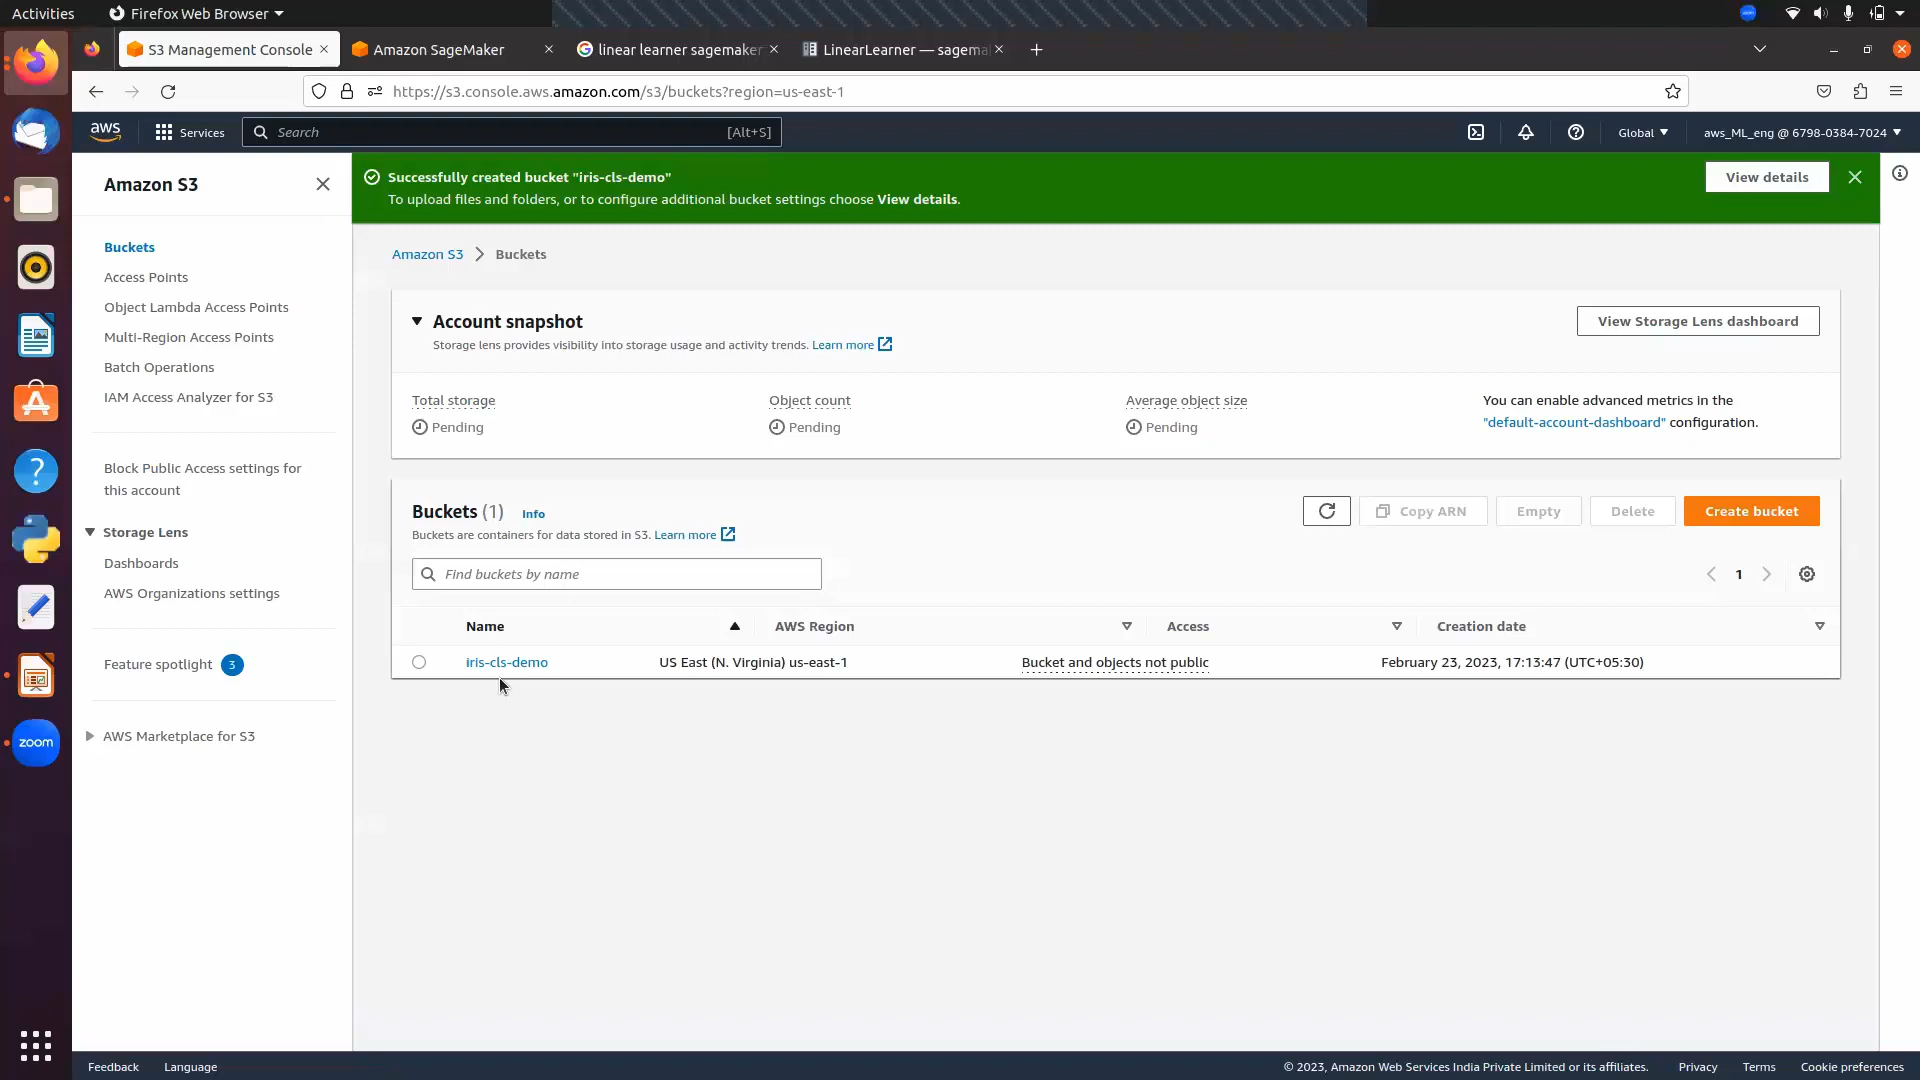 Activities
Firefox Web Browser
S3 Management Console
Amazon SageMaker
linear learner sagemaker
LinearLearner — sagema
https://s3.console.aws.amazon.com/s3/buckets?region=us-east-1
aws
Services
Search
[Alt+S]
Global
aws_ML_eng @ 6798-0384-7024
Amazon S3
Buckets
Access Points
Object Lambda Access Points
Multi-Region Access Points
Batch Operations
IAM Access Analyzer for S3
Block Public Access settings for
this account
Storage Lens
Dashboards
AWS Organizations settings
Feature spotlight 3
AWS Marketplace for S3
Successfully created bucket "iris-cls-demo"
To upload files and folders, or to configure additional bucket settings choose View details.
View details
Amazon S3 > Buckets
Account snapshot
Storage lens provides visibility into storage usage and activity trends. Learn more
View Storage Lens dashboard
Total storage
Pending
Object count
Pending
Average object size
Pending
You can enable advanced metrics in the
"default-account-dashboard" configuration.
Buckets (1) Info
Buckets are containers for data stored in S3. Learn more
Copy ARN
Empty
Delete
Create bucket
Find buckets by name
1
Name AWS Region Access Creation date
iris-cls-demo US East (N. Virginia) us-east-1 Bucket and objects not public February 23, 2023, 17:13:47 (UTC+05:30)
zoom
Feedback Language
© 2023, Amazon Web Services India Private Limited or its affiliates. Privacy Terms Cookie preferences